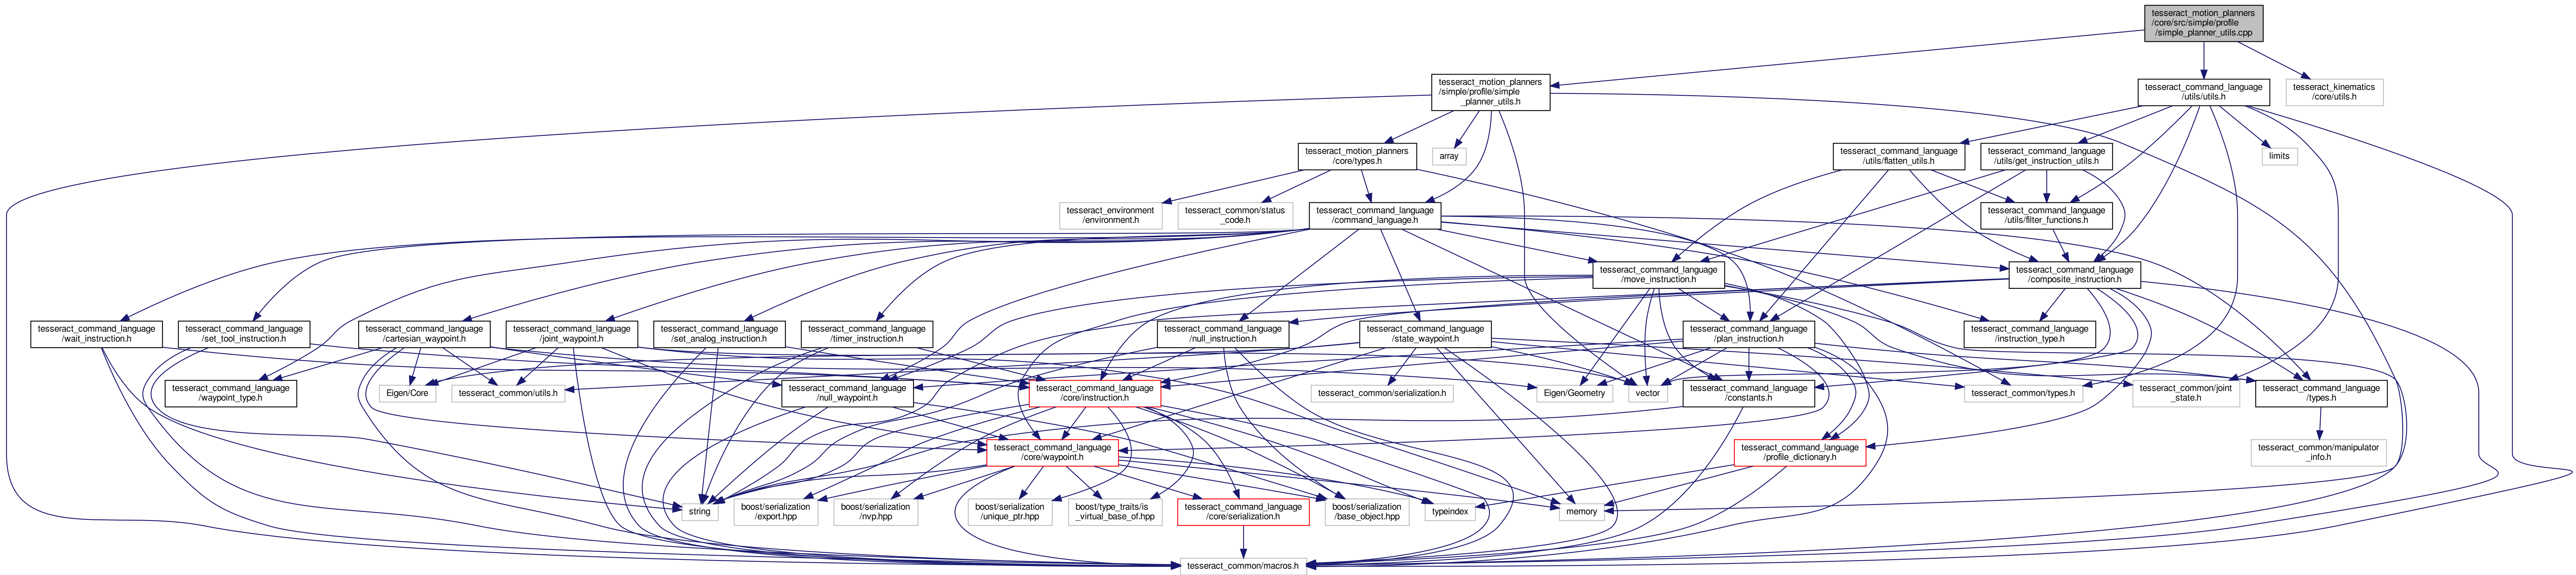 tesseract_motion_planners
/core/src/simple/profile
/simple_planner_utils.cpp
tesseract_motion_planners
/simple/profile/simple
_planner_utils.h
tesseract_command_language
/utils/utils.h
tesseract_kinematics
/core/utils.h
tesseract_motion_planners
/core/types.h
array
tesseract_command_language
/utils/flatten_utils.h
tesseract_command_language
/utils/get_instruction_utils.h
limits
tesseract_environment
/environment.h
tesseract_common/status
_code.h
tesseract_command_language
/command_language.h
tesseract_command_language
/utils/filter_functions.h
tesseract_command_language
/move_instruction.h
tesseract_command_language
/composite_instruction.h
tesseract_command_language
/wait_instruction.h
tesseract_command_language
/set_tool_instruction.h
tesseract_command_language
/cartesian_waypoint.h
tesseract_command_language
/joint_waypoint.h
tesseract_command_language
/set_analog_instruction.h
tesseract_command_language
/timer_instruction.h
tesseract_command_language
/null_instruction.h
tesseract_command_language
/state_waypoint.h
tesseract_command_language
/plan_instruction.h
tesseract_command_language
/instruction_type.h
tesseract_command_language
/waypoint_type.h
Eigen/Core
tesseract_common/utils.h
tesseract_command_language
/null_waypoint.h
tesseract_command_language
/core/instruction.h
tesseract_common/serialization.h
Eigen/Geometry
vector
tesseract_command_language
/constants.h
tesseract_common/types.h
tesseract_common/joint
_state.h
tesseract_command_language
/types.h
tesseract_command_language
/core/waypoint.h
tesseract_command_language
/profile_dictionary.h
tesseract_common/manipulator
_info.h
string
boost/serialization
/export.hpp
boost/serialization
/nvp.hpp
boost/serialization
/unique_ptr.hpp
boost/type_traits/is
_virtual_base_of.hpp
tesseract_command_language
/core/serialization.h
boost/serialization
/base_object.hpp
typeindex
memory
tesseract_common/macros.h